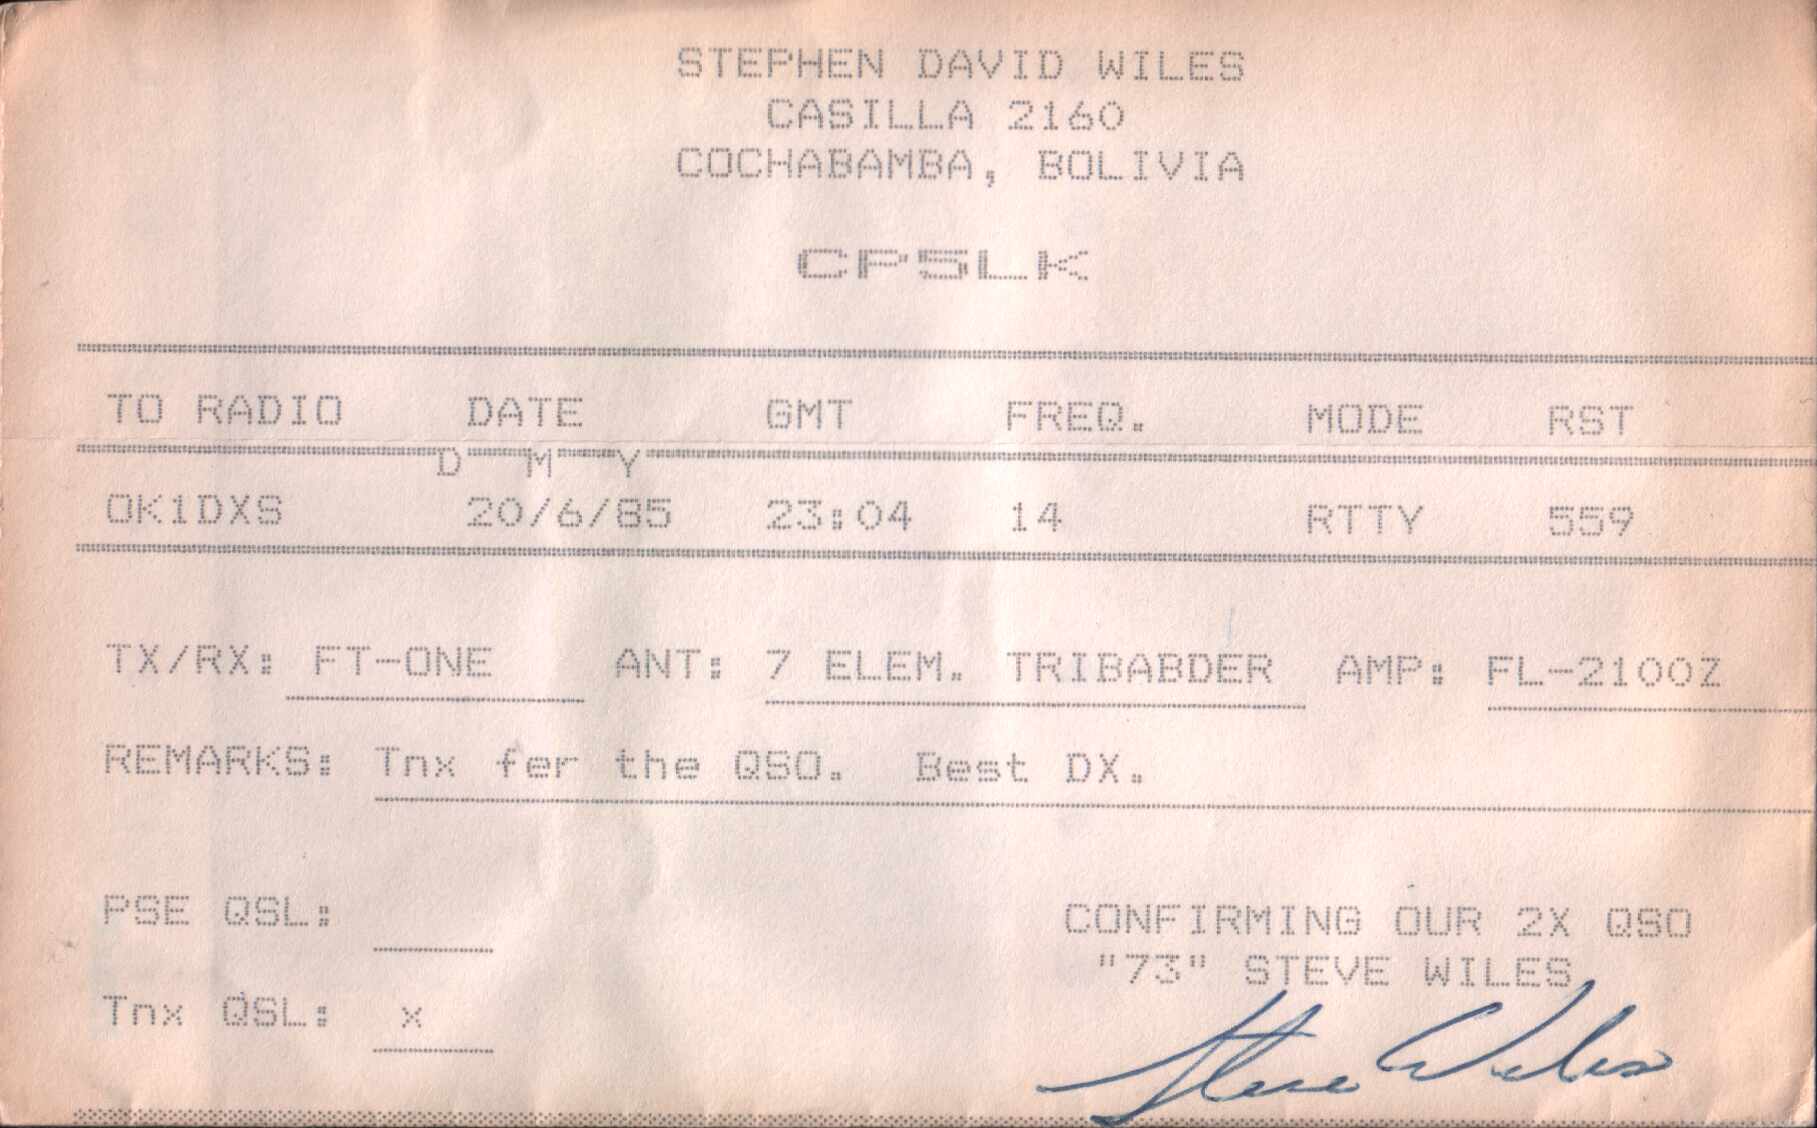 STEPHEN DAVID WILES
CASILLA 2160
COCHABAMBA, BOLIVIA
CP5LK
TO RADIO DATE GMT FREQ. MODE RST
D M Y
OK1DXS 20/6/85 23:04 14 RTTY 559
TX/RX: FT-ONE ANT: 7 ELEM. TRIBABDER AMP: FL-2100Z
REMARKS: Tnx fer the QSO. Best DX.
PSE QSL:
CONFIRMING OUR 2X QSO
"73" STEVE WILES
Tnx QSL: x
Steve Wiles